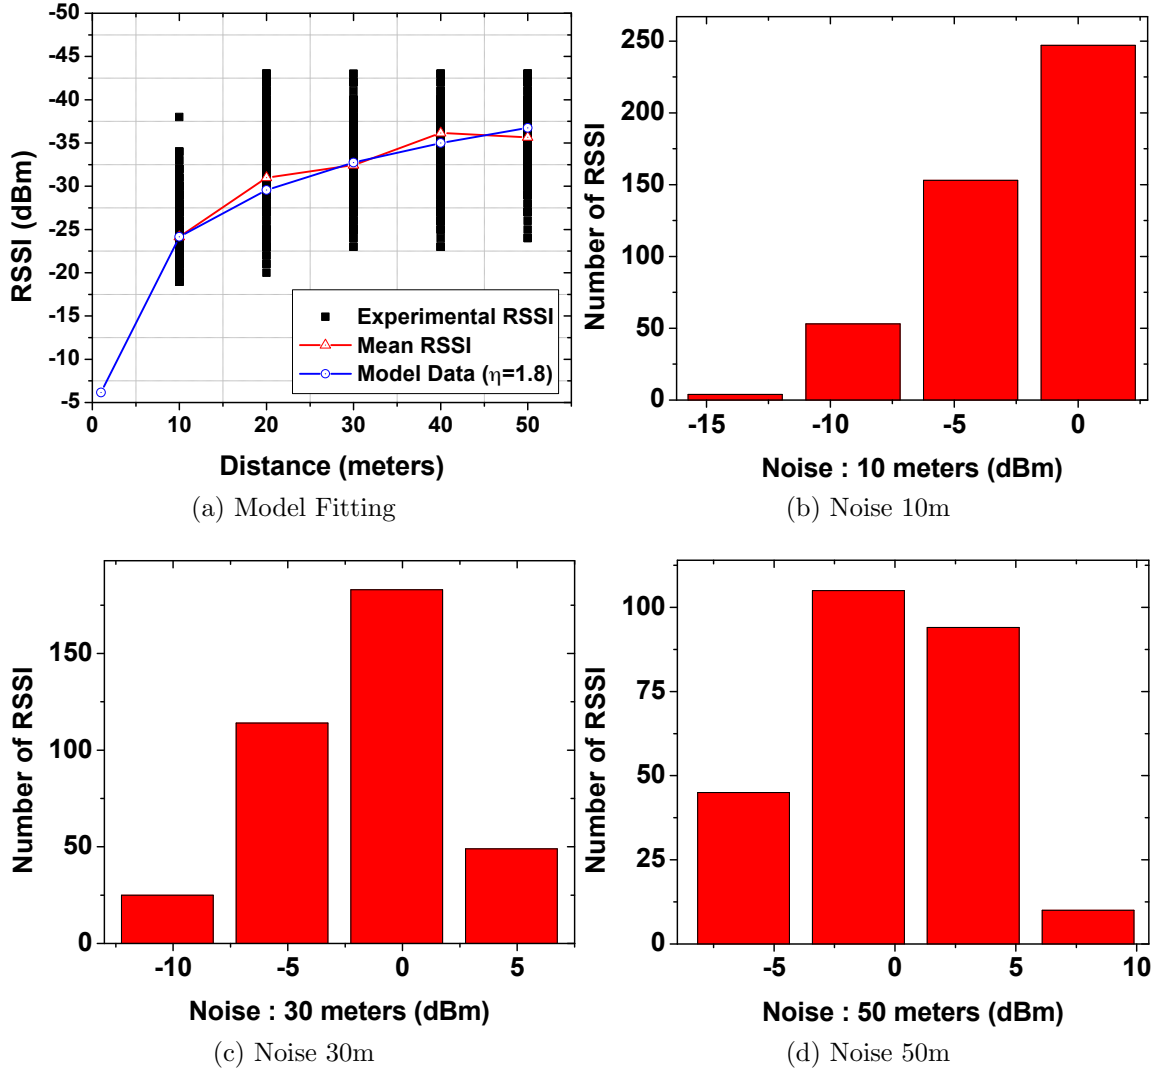 -50
-45
-40
-35
-30
-25
-20
-15
-10
-5
RSSI (dBm)
0 10 20 30 40 50
Distance (meters)
Experimental RSSI
Mean RSSI
Model Data (η=1.8)
(a) Model Fitting
250
200
150
100
50
0
Number of RSSI
-15 -10 -5 0
Noise : 10 meters (dBm)
(b) Noise 10m
150
100
50
0
Number of RSSI
-10 -5 0 5
Noise : 30 meters (dBm)
(c) Noise 30m
100
75
50
25
0
Number of RSSI
-5 0 5 10
Noise : 50 meters (dBm)
(d) Noise 50m